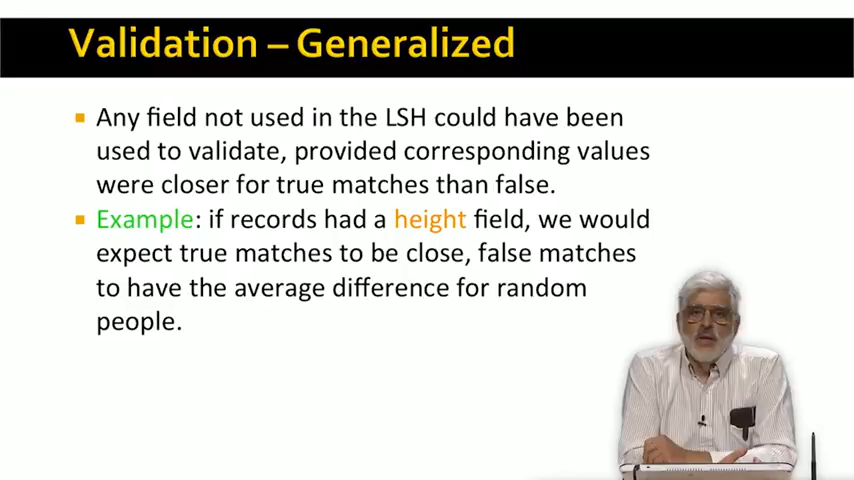 Validation – Generalized
▪ Any field not used in the LSH could have been
used to validate, provided corresponding values
were closer for true matches than false.
▪ Example: if records had a height field, we would
expect true matches to be close, false matches
to have the average difference for random
people.